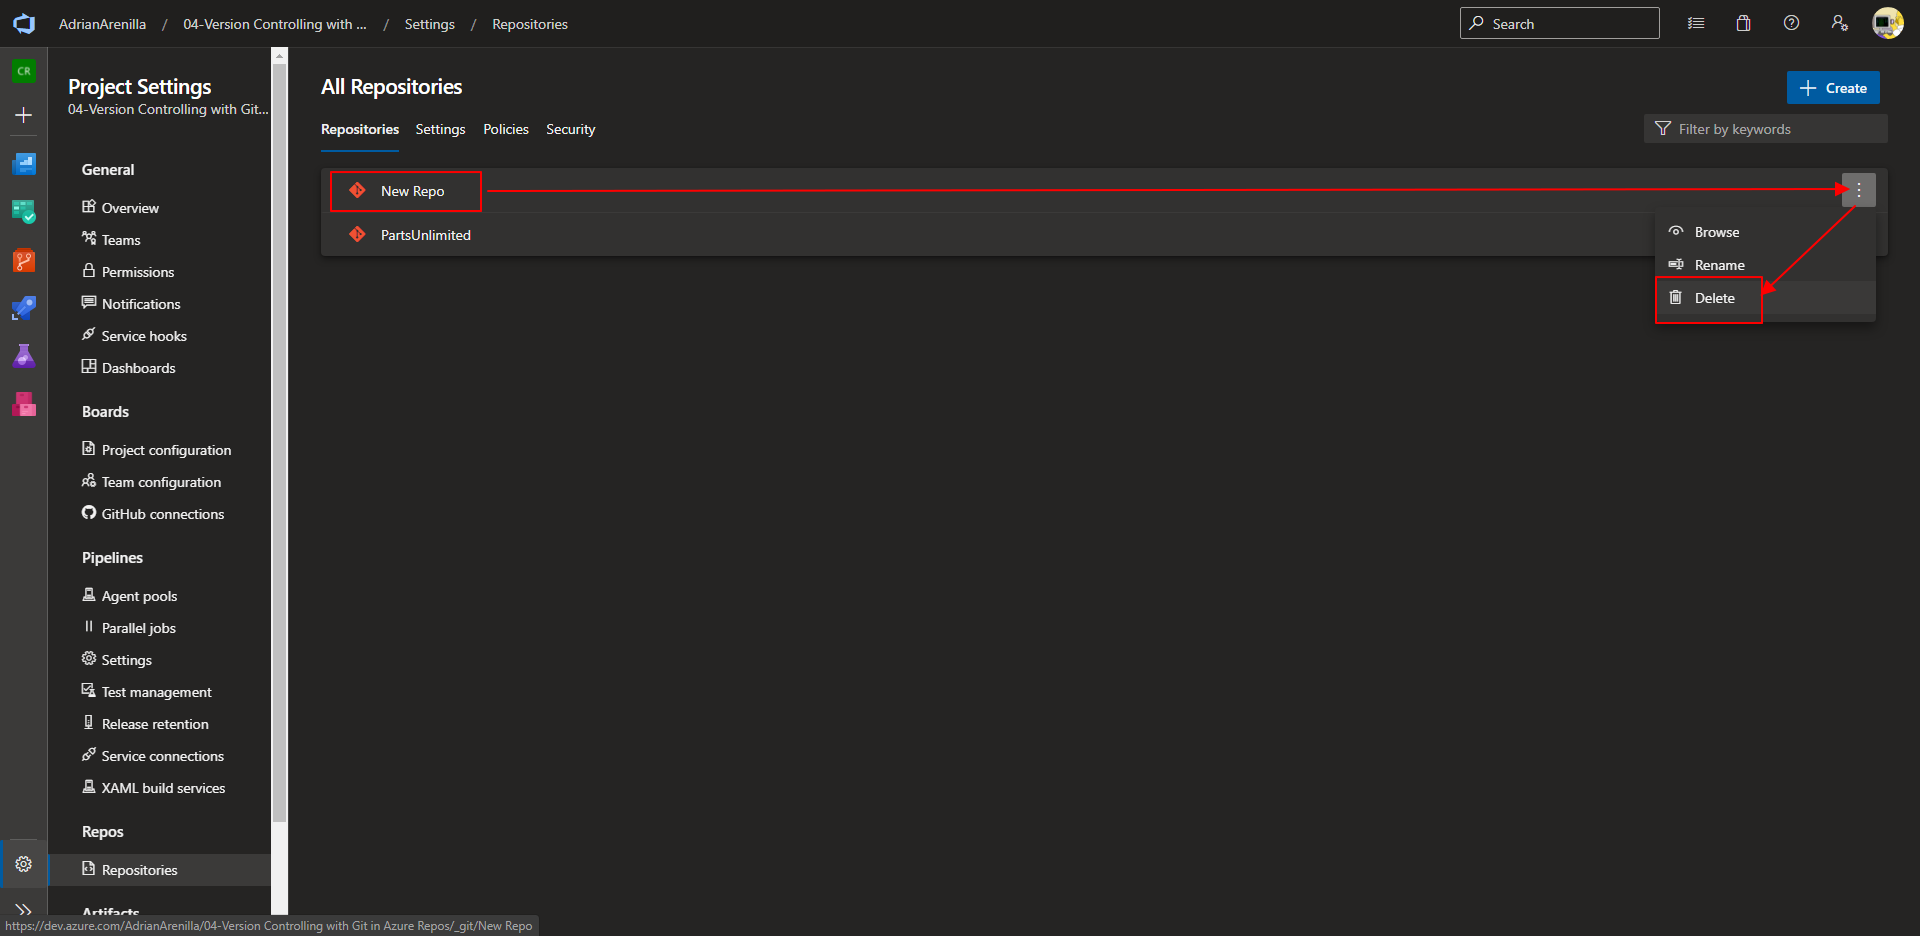 AdrianArenilla / 04-Version Controlling with ... / Settings / Repositories
Search
CR
Project Settings
04-Version Controlling with Git...
General
Overview
Teams
Permissions
Notifications
Service hooks
Dashboards
Boards
Project configuration
Team configuration
GitHub connections
Pipelines
Agent pools
Parallel jobs
Settings
Test management
Release retention
Service connections
XAML build services
Repos
Repositories
Artifacts
All Repositories
Create
Repositories Settings Policies Security
Filter by keywords
New Repo
PartsUnlimited
Browse
Rename
Delete
https://dev.azure.com/AdrianArenilla/04-Version Controlling with Git in Azure Repos/_git/New Repo